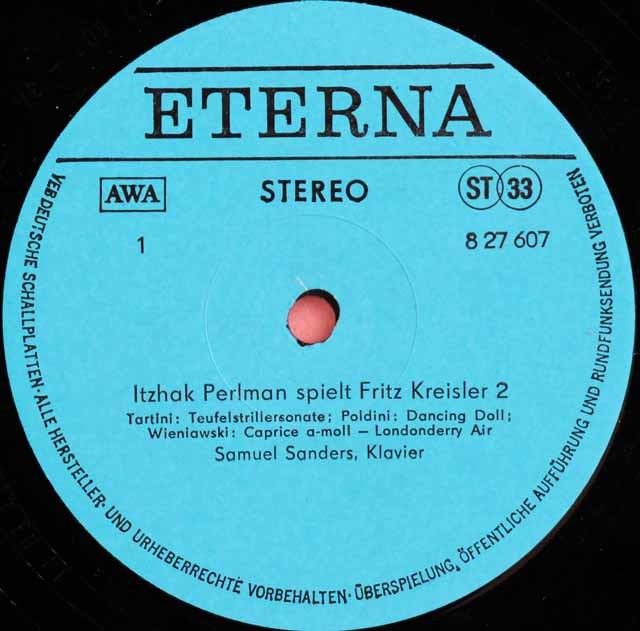 ETERNA
AWA
STEREO
ST 33
1
8 27 607
Itzhak Perlman spielt Fritz Kreisler 2
Tartini: Teufelstrillersonate; Poldini: Dancing Doll;
Wieniawski: Caprice a-moll – Londonderry Air
Samuel Sanders, Klavier
VEB DEUTSCHE SCHALLPLATTEN · ALLE HERSTELLER- UND URHEBERRECHTE VORBEHALTEN · ÜBERSPIELUNG, ÖFFENTLICHE AUFFÜHRUNG UND RUNDFUNKSENDUNG VERBOTEN